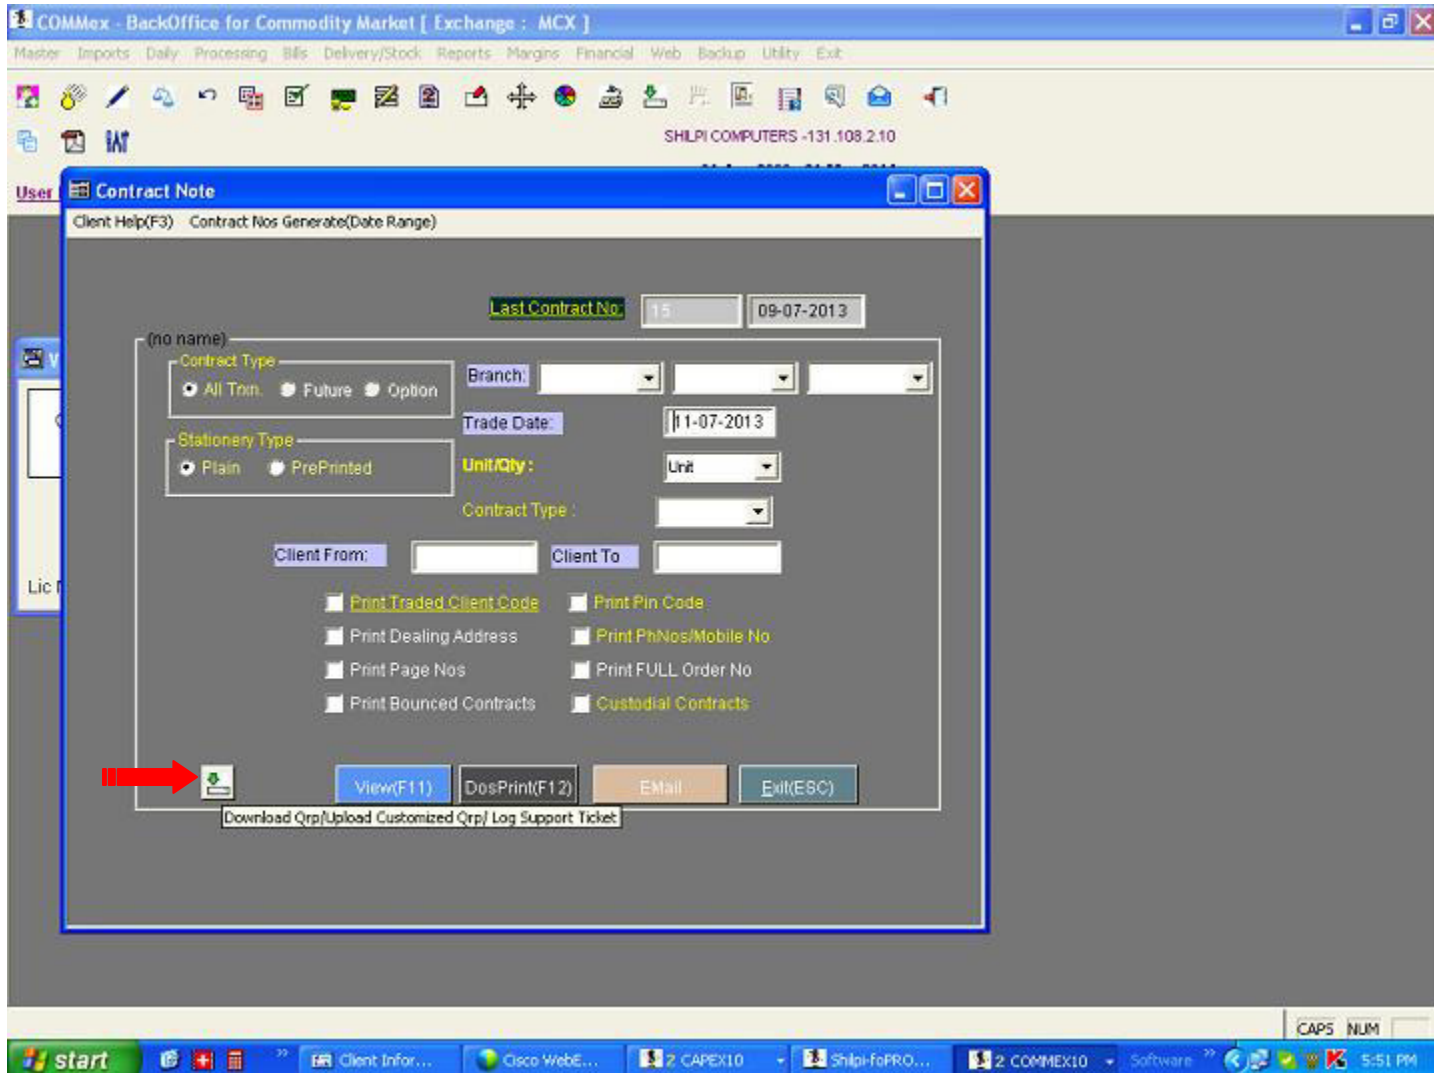 COMMex - BackOffice for Commodity Market [ Exchange : MCX ]
Master Imports Daily Processing Bills Delivery/Stock Reports Margins Financial Web Backup Utility Exit
SHILPI COMPUTERS -131.108.2.10
User
Contract Note
Client Help(F3) Contract Nos Generate(Date Range)
Last Contract No: 15 09-07-2013
(no name)
Contract Type
All Trxn. Future Option
Branch:
Trade Date: 11-07-2013
Stationery Type
Plain PrePrinted
Unit/Qty : Unit
Contract Type :
Client From: Client To
Lic
Print Traded Client Code Print Pin Code
Print Dealing Address Print PhNos/Mobile No
Print Page Nos Print FULL Order No
Print Bounced Contracts Custodial Contracts
View(F11) DosPrint(F12) EMail Exit(ESC)
Download Qrp/Upload Customized Qrp/ Log Support Ticket
CAPS NUM
start Client Infor... Cisco WebE... 2 CAPEX10 Shilpi-foPRO... 2 COMMEX10 Software 5:51 PM